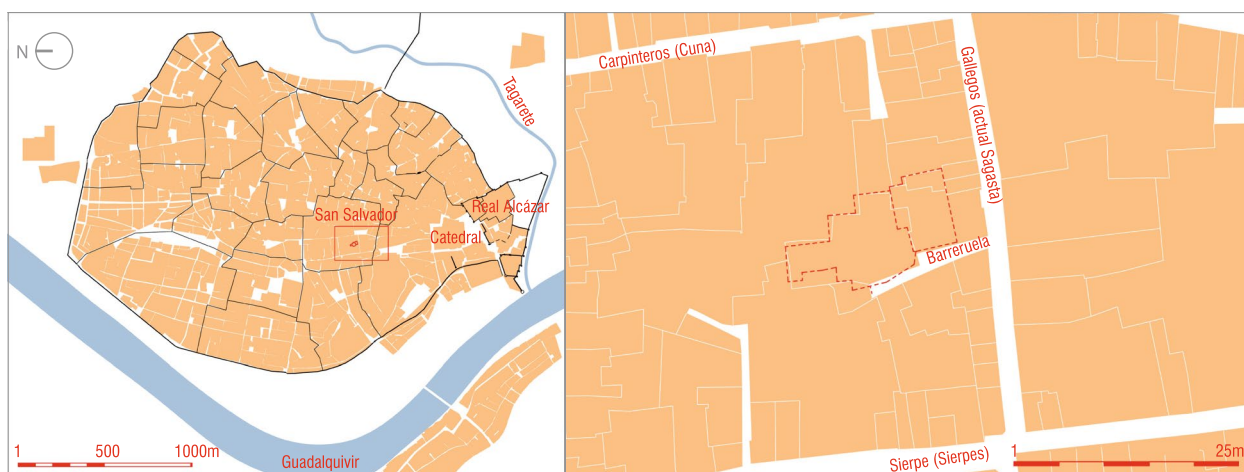 N
Tagarete
San Salvador
Real Alcázar
Catedral
1 500 1000m
Guadalquivir
Carpinteros (Cuna)
Gallegos (actual Sagasta)
Barreruela
Sierpe (Sierpes)
1 25m